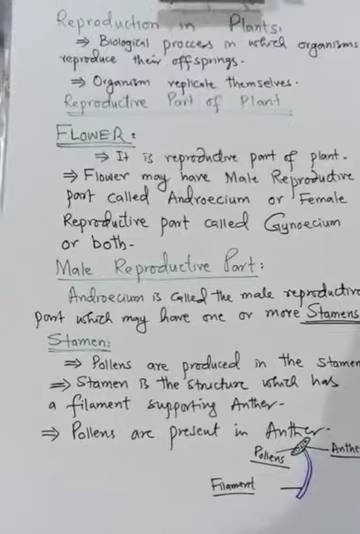 Reproduction in Plants:
⇒ Biological process in which organisms
reproduce their offsprings.
⇒ Organism replicate themselves.
Reproductive Part of Plant
FLOWER:
⇒ It is reproductive part of plant.
⇒ Flower may have Male Reproductive
part called Androecium or Female
Reproductive part called Gynoecium
or both.
Male Reproductive Part:
Androecium is called the male reproductive
part which may have one or more Stamens
Stamen:
⇒ Pollens are produced in the stamen
⇒ Stamen is the structure which has
a filament supporting Anther.
⇒ Pollens are present in Anther.
Pollens
Anthe
Filament